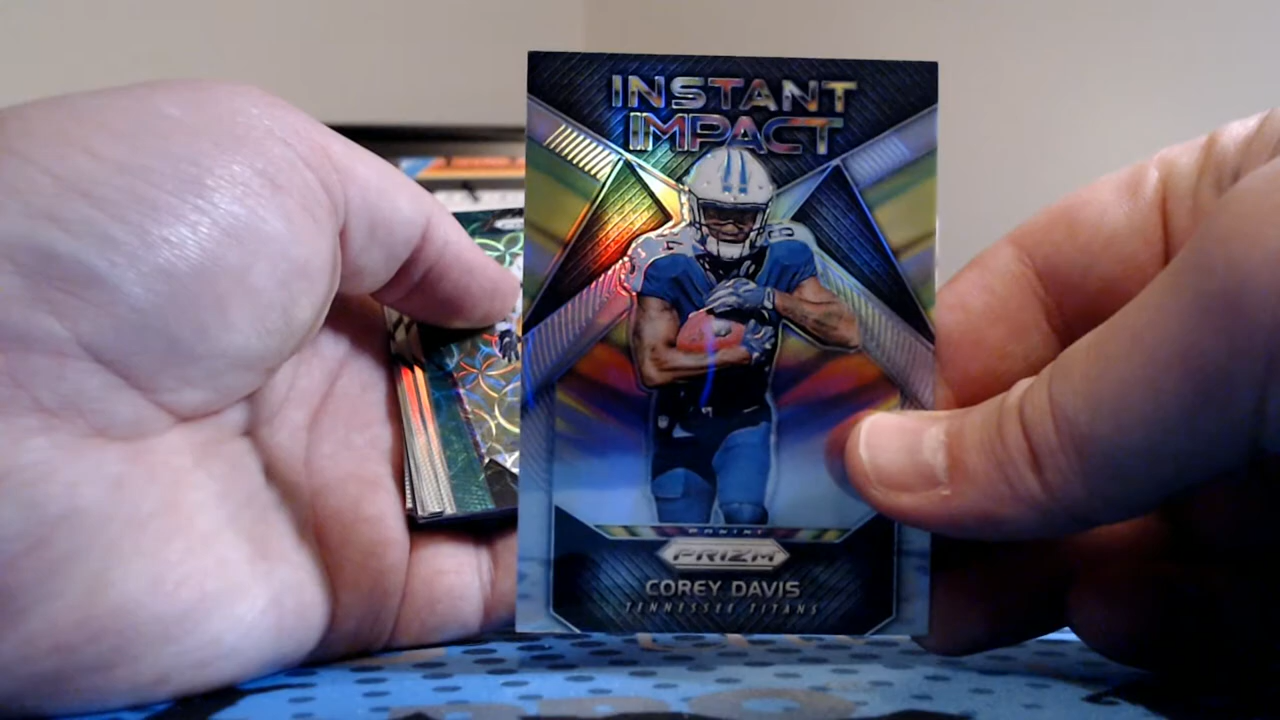 INSTANT
IMPACT
PANINI
PRIZM
COREY DAVIS
TENNESSEE TITANS